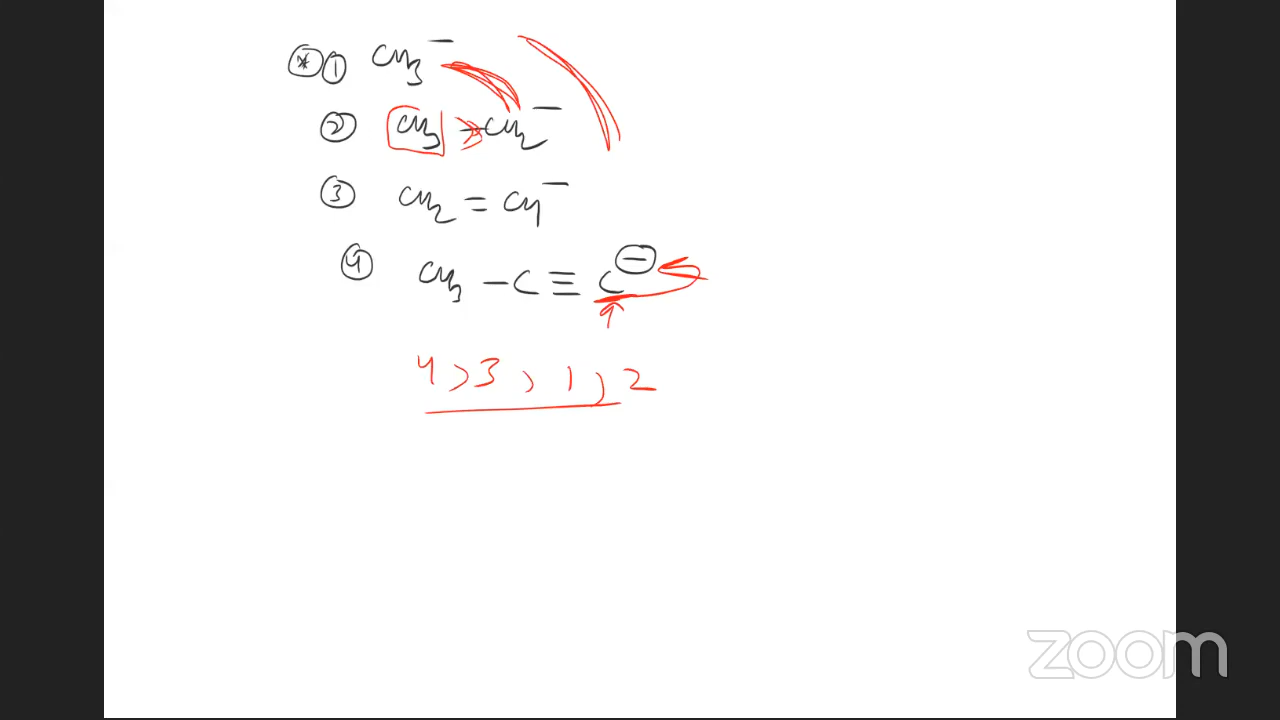 * 1 CH3 –
2 CH3 – CH2 –
3 CH2 = CH –
4 CH3 – C ≡ C –
4 > 3 > 1 > 2
zoom